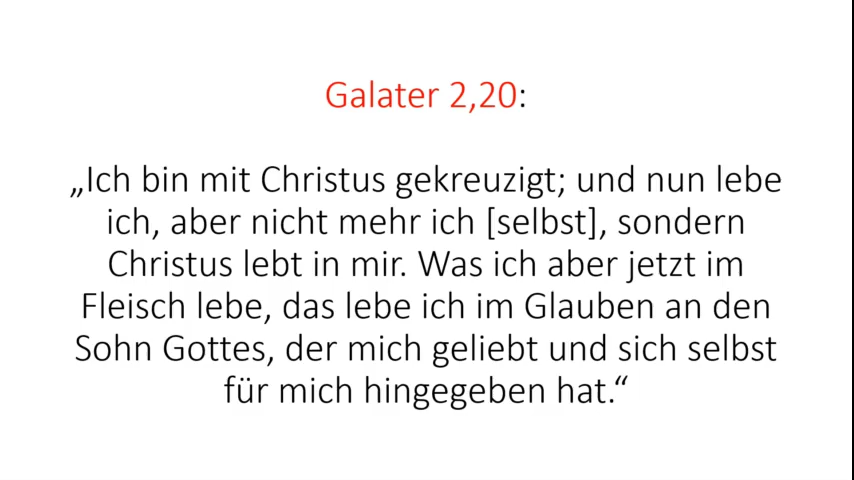 Galater 2,20:
„Ich bin mit Christus gekreuzigt; und nun lebe
ich, aber nicht mehr ich [selbst], sondern
Christus lebt in mir. Was ich aber jetzt im
Fleisch lebe, das lebe ich im Glauben an den
Sohn Gottes, der mich geliebt und sich selbst
für mich hingegeben hat.“